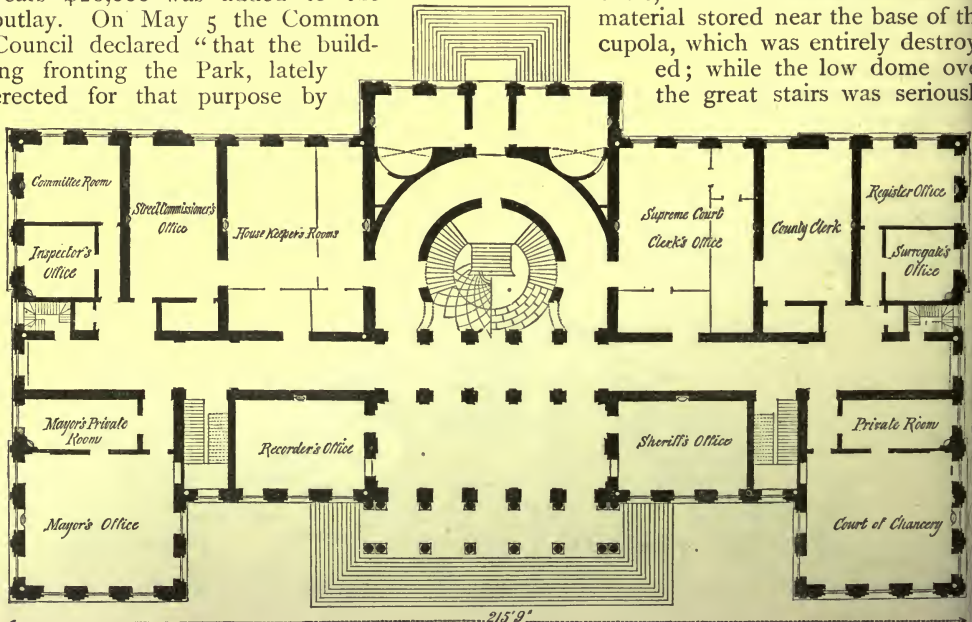 outlay. On May 5 the Common
Council declared “that the build-
ing fronting the Park, lately
erected for that purpose by
material stored near the base of th
cupola, which was entirely destroy
ed; while the low dome ove
the great stairs was seriousl
Committee Room
Street Commissioner's
Office
House Keeper's Rooms
Supreme Court
Clerk's Office
County Clerk
Register Office
Inspector's
Office
Surrogate's
Office
Mayor's Private
Room
Recorder's Office
Sheriff's Office
Private Room
Mayor's Office
Court of Chancery
215'9"